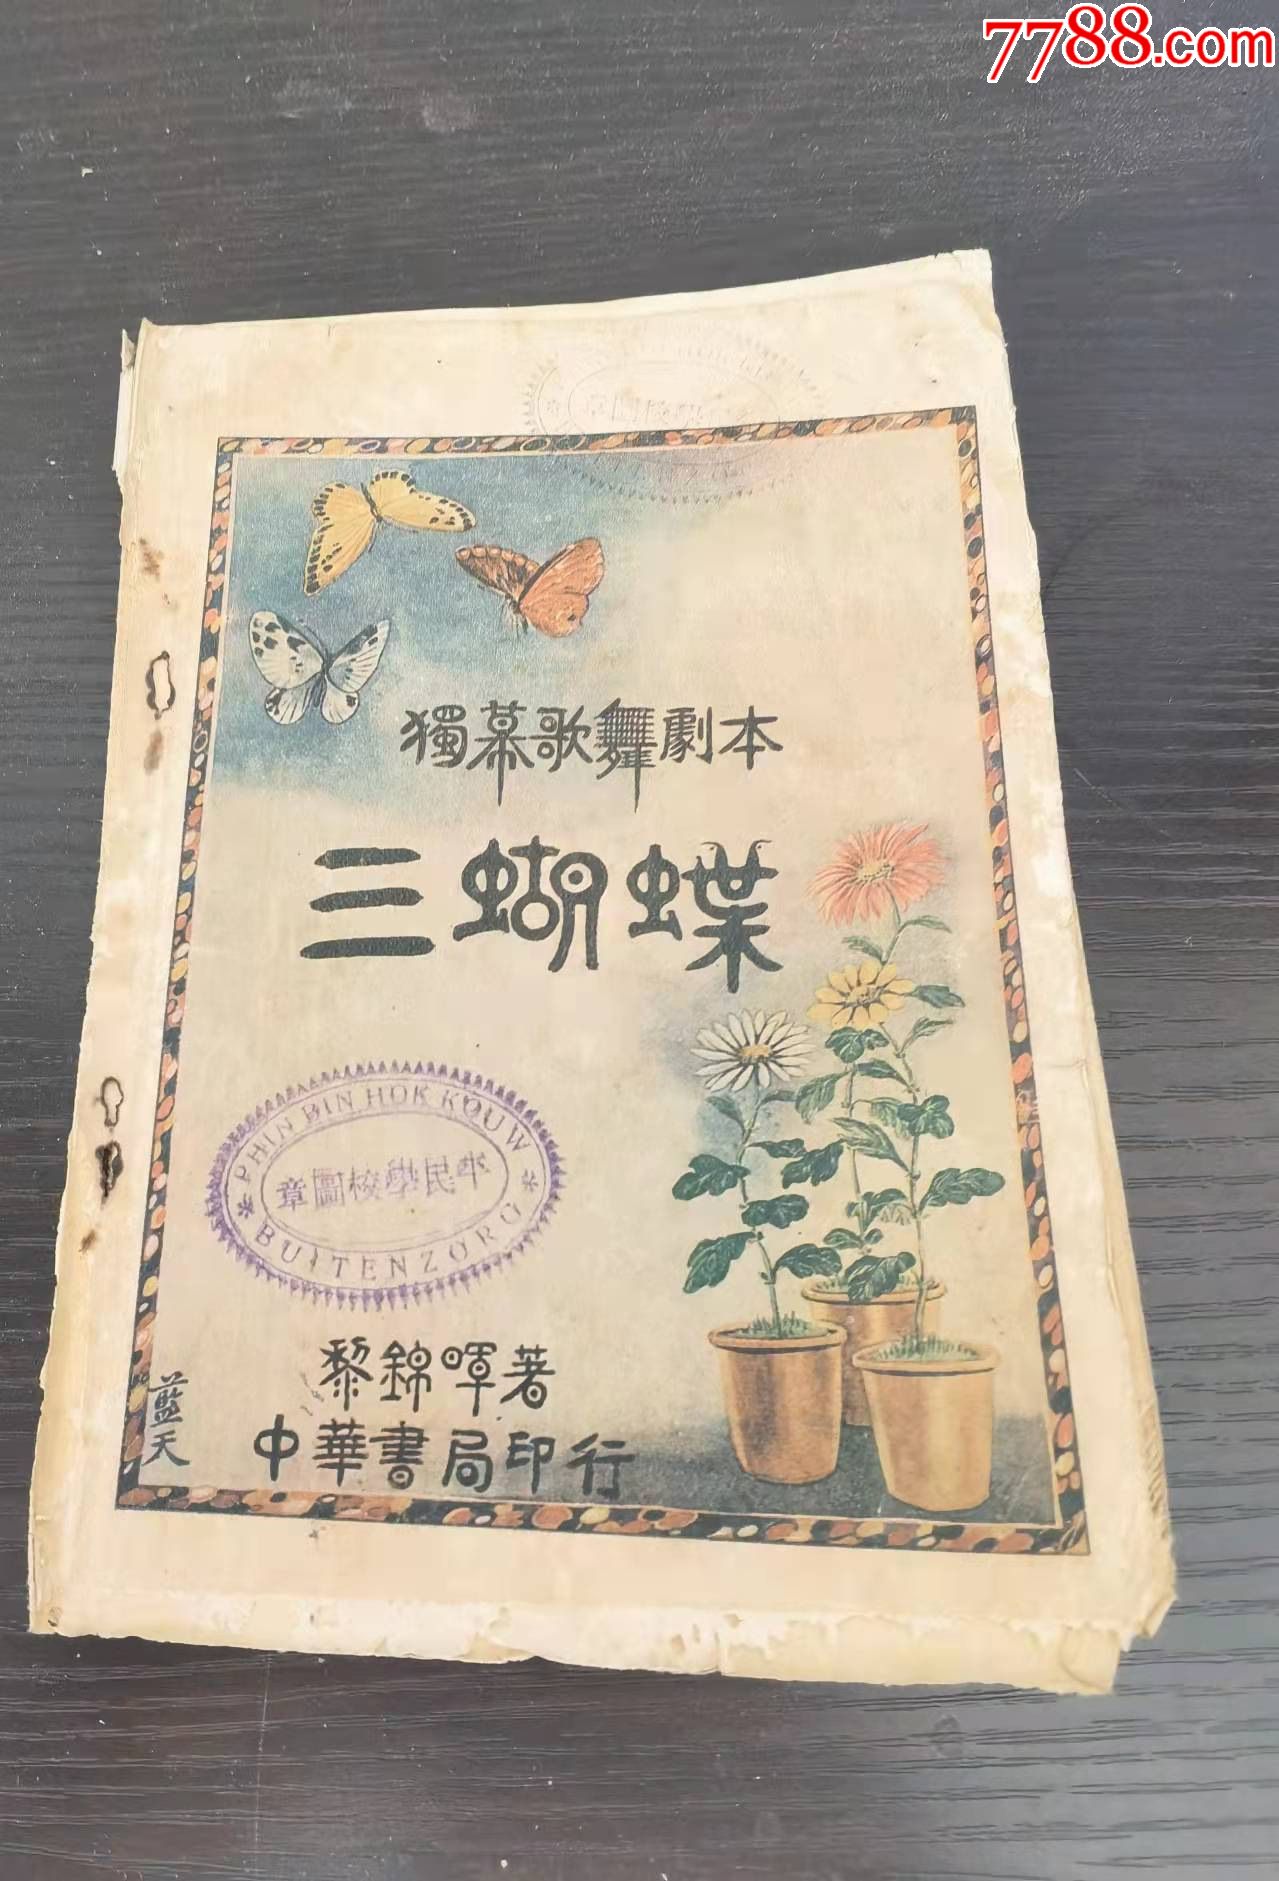 7788.com
獨幕歌舞劇本
三蝴蝶
PHIN BIN HOK KOUW
章圖校學民平
BUITENZORG
黎錦暉著
中華書局印行
藍天